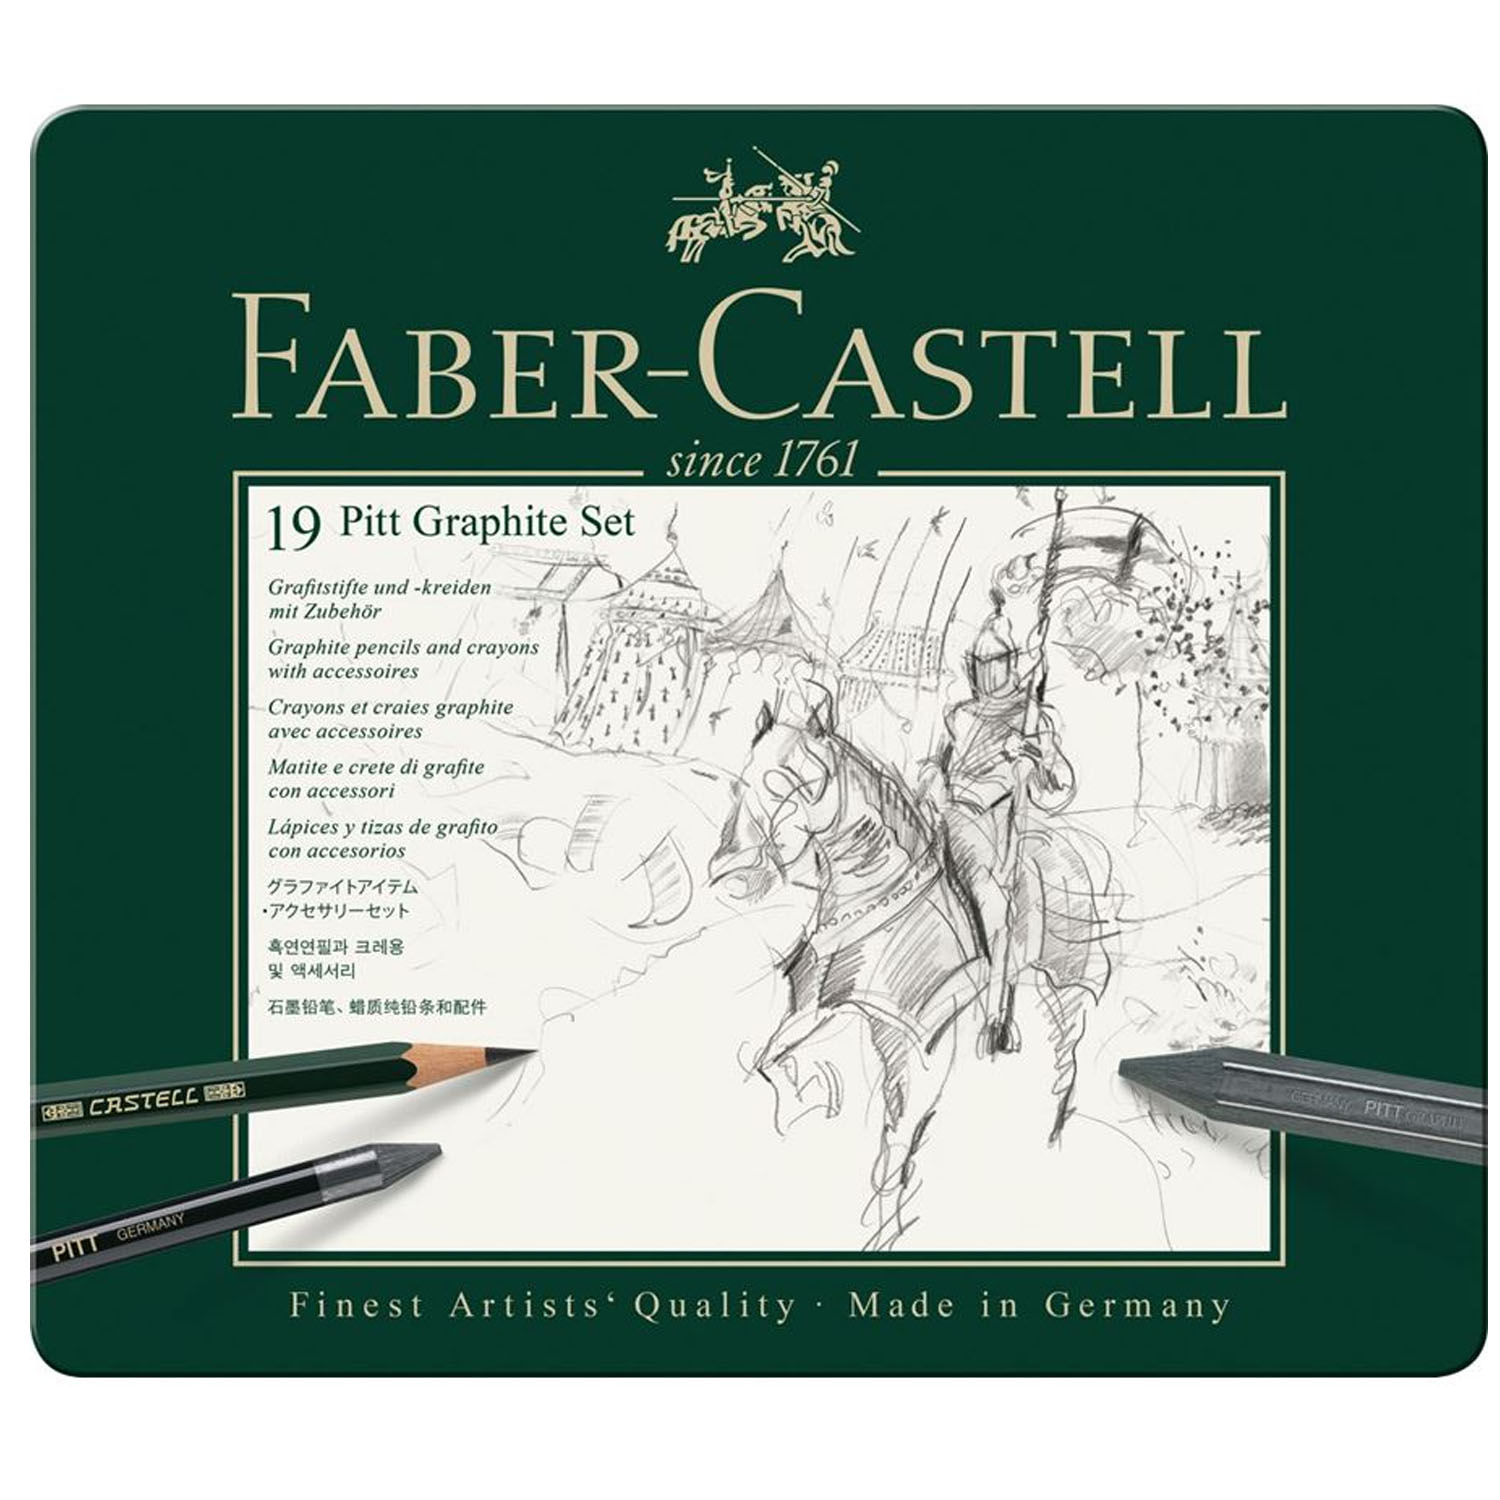 FABER-CASTELL
since 1761
19 Pitt Graphite Set
Grafitstifte und -kreiden
mit Zubehör
Graphite pencils and crayons
with accessoires
Crayons et craies graphite
avec accessoires
Matite e crete di grafite
con accessori
Lápices y tizas de grafito
con accesorios
グラファイトアイテム
・アクセサリーセット
흑연연필과 크레용
및 액세서리
石墨铅笔、蜡质纯铅条和配件
CASTELL
PITT GERMANY
GERMANY PITT GRAPHITE
Finest Artists‘ Quality · Made in Germany